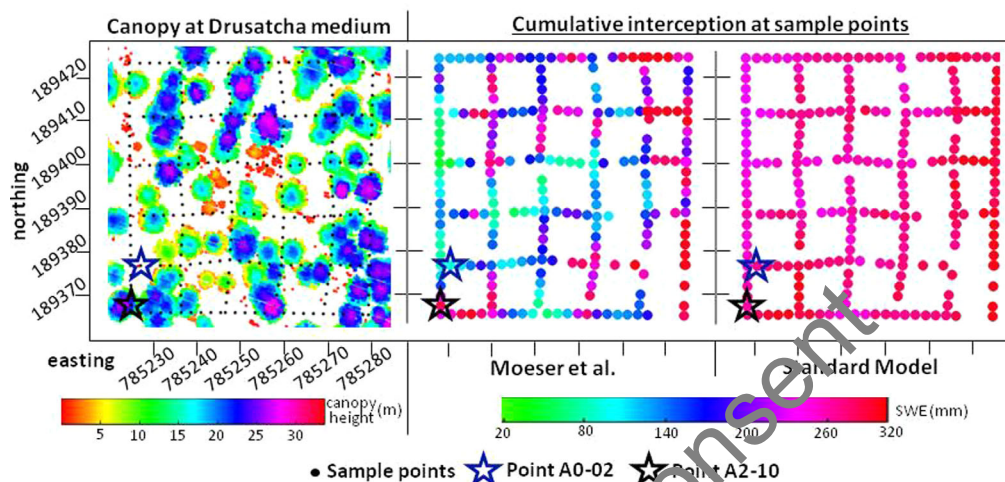 Canopy at Drusatcha medium
Cumulative interception at sample points
northing
189420
189410
189400
189390
189380
189370
easting
785230 785240 785250 785260 785270 785280
Moeser et al.
Standard Model
canopy height (m)
5 10 15 20 25 30
SWE (mm)
20 80 140 200 260 320
Sample points Point A0-02 Point A2-10